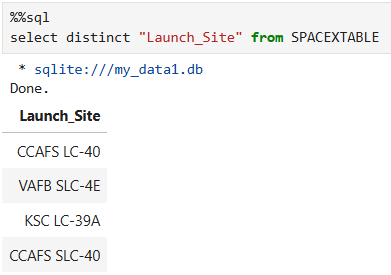 %%sql
select distinct "Launch_Site" from SPACEXTABLE
* sqlite:///my_data1.db
Done.
Launch_Site
CCAFS LC-40
VAFB SLC-4E
KSC LC-39A
CCAFS SLC-40